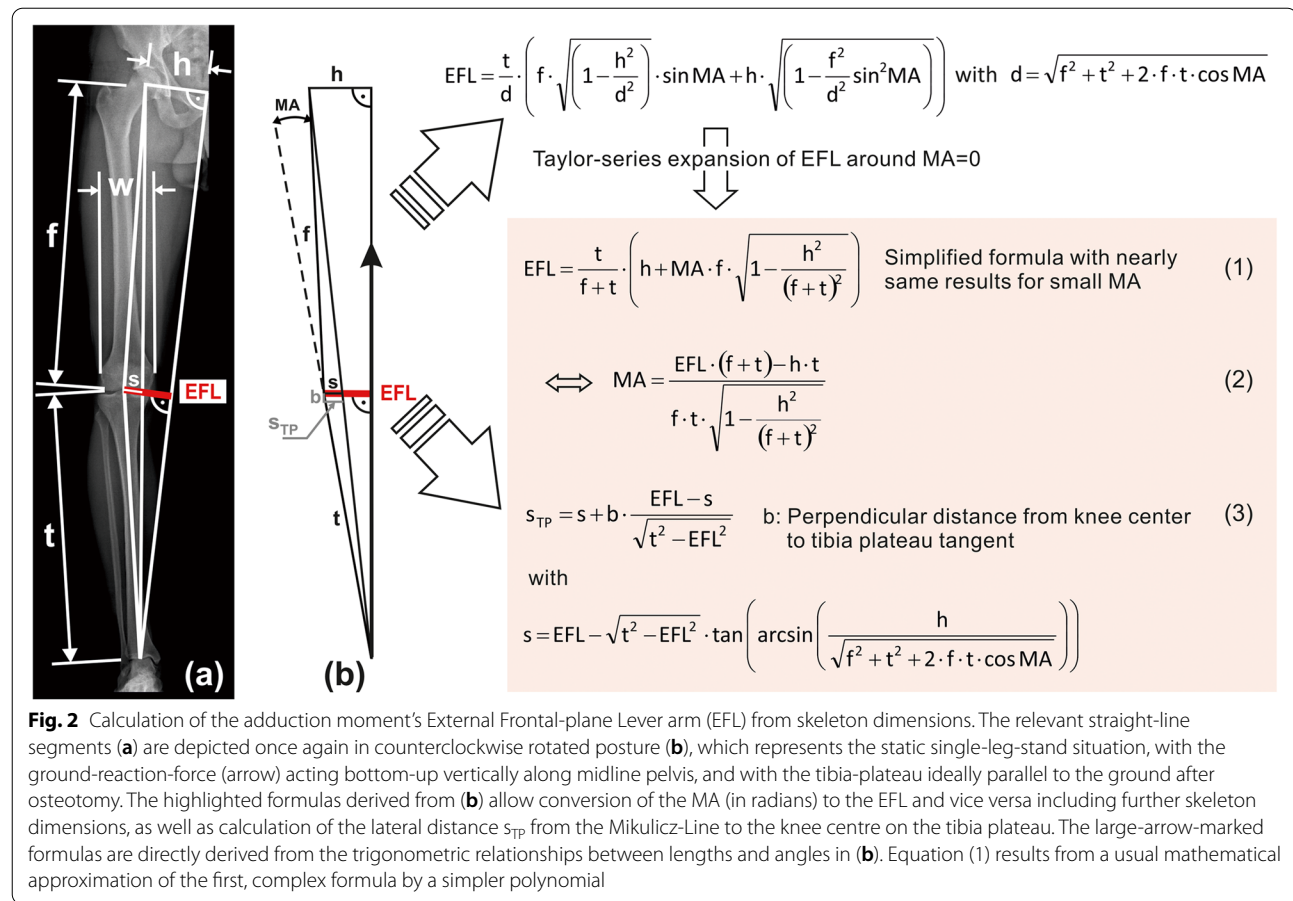 h
w
f
s
EFL
t
(a)
h
MA
f
s
b
EFL
s_TP
t
(b)
EFL = t/d · ( f · √(1 − h²/d²) · sin MA + h · √(1 − f²/d² sin²MA) ) with d = √(f² + t² + 2 · f · t · cos MA)
Taylor-series expansion of EFL around MA=0
EFL = t/(f+t) · ( h + MA · f · √(1 − h²/(f+t)²) ) Simplified formula with nearly
same results for small MA (1)
⇔ MA = (EFL · (f+t) − h · t) / (f · t · √(1 − h²/(f+t)²)) (2)
s_TP = s + b · (EFL − s)/√(t² − EFL²) b: Perpendicular distance from knee center
to tibia plateau tangent (3)
with
s = EFL − √(t² − EFL²) · tan( arcsin( h/√(f² + t² + 2 · f · t · cos MA) ) )
Fig. 2 Calculation of the adduction moment's External Frontal-plane Lever arm (EFL) from skeleton dimensions. The relevant straight-line
segments (a) are depicted once again in counterclockwise rotated posture (b), which represents the static single-leg-stand situation, with the
ground-reaction-force (arrow) acting bottom-up vertically along midline pelvis, and with the tibia-plateau ideally parallel to the ground after
osteotomy. The highlighted formulas derived from (b) allow conversion of the MA (in radians) to the EFL and vice versa including further skeleton
dimensions, as well as calculation of the lateral distance s_TP from the Mikulicz-Line to the knee centre on the tibia plateau. The large-arrow-marked
formulas are directly derived from the trigonometric relationships between lengths and angles in (b). Equation (1) results from a usual mathematical
approximation of the first, complex formula by a simpler polynomial